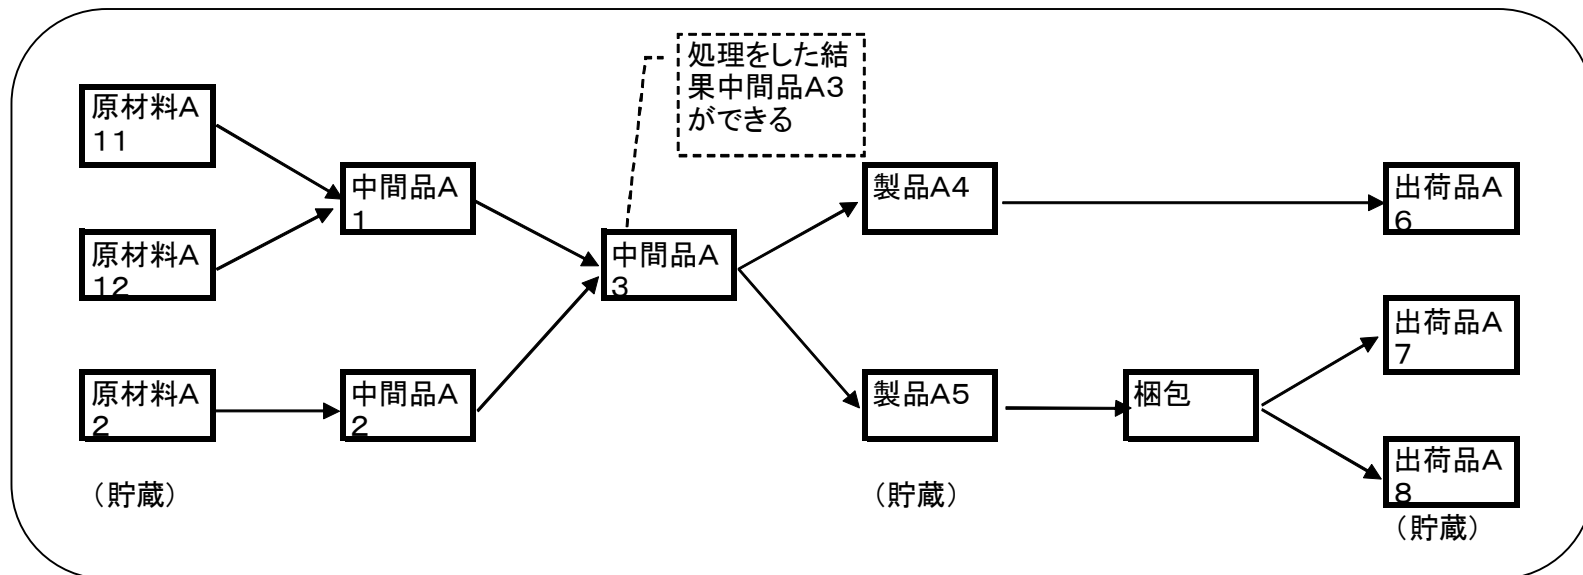 処理をした結
果中間品A3
ができる
原材料A
11
原材料A
12
原材料A
2
(貯蔵)
中間品A
1
中間品A
2
中間品A
3
製品A4
製品A5
(貯蔵)
梱包
出荷品A
6
出荷品A
7
出荷品A
8
(貯蔵)